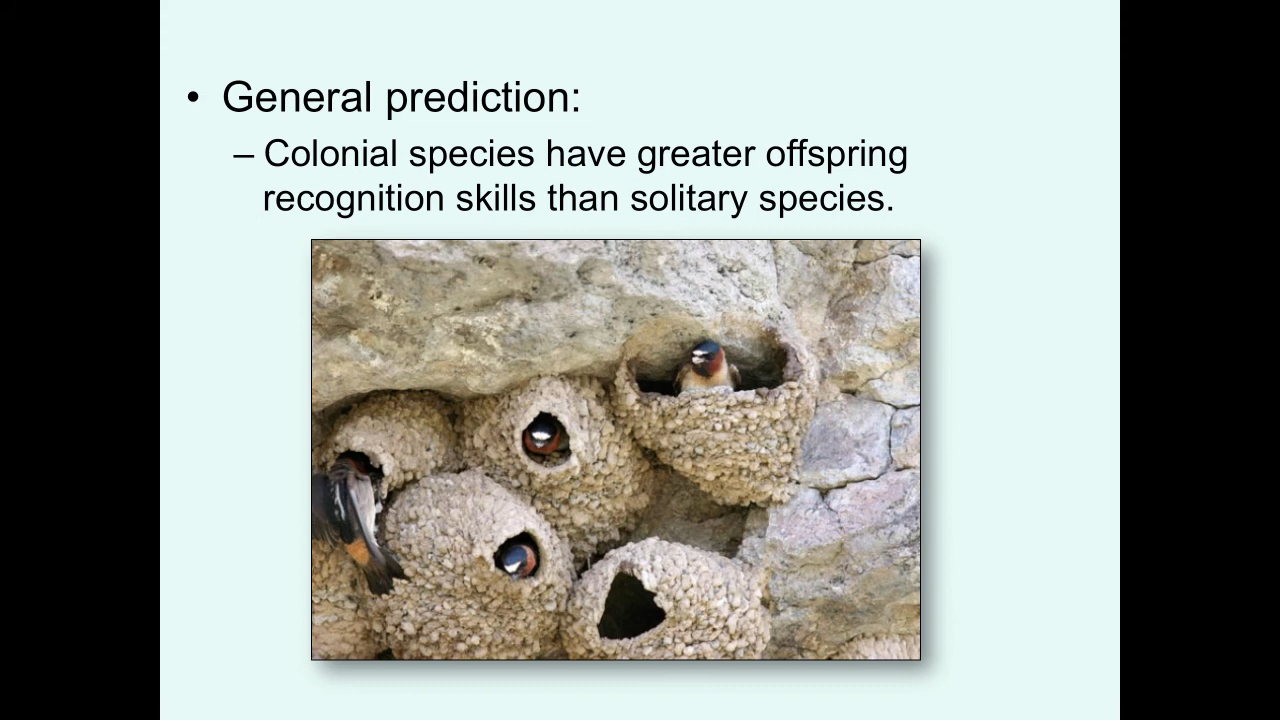 • General prediction:
– Colonial species have greater offspring
recognition skills than solitary species.